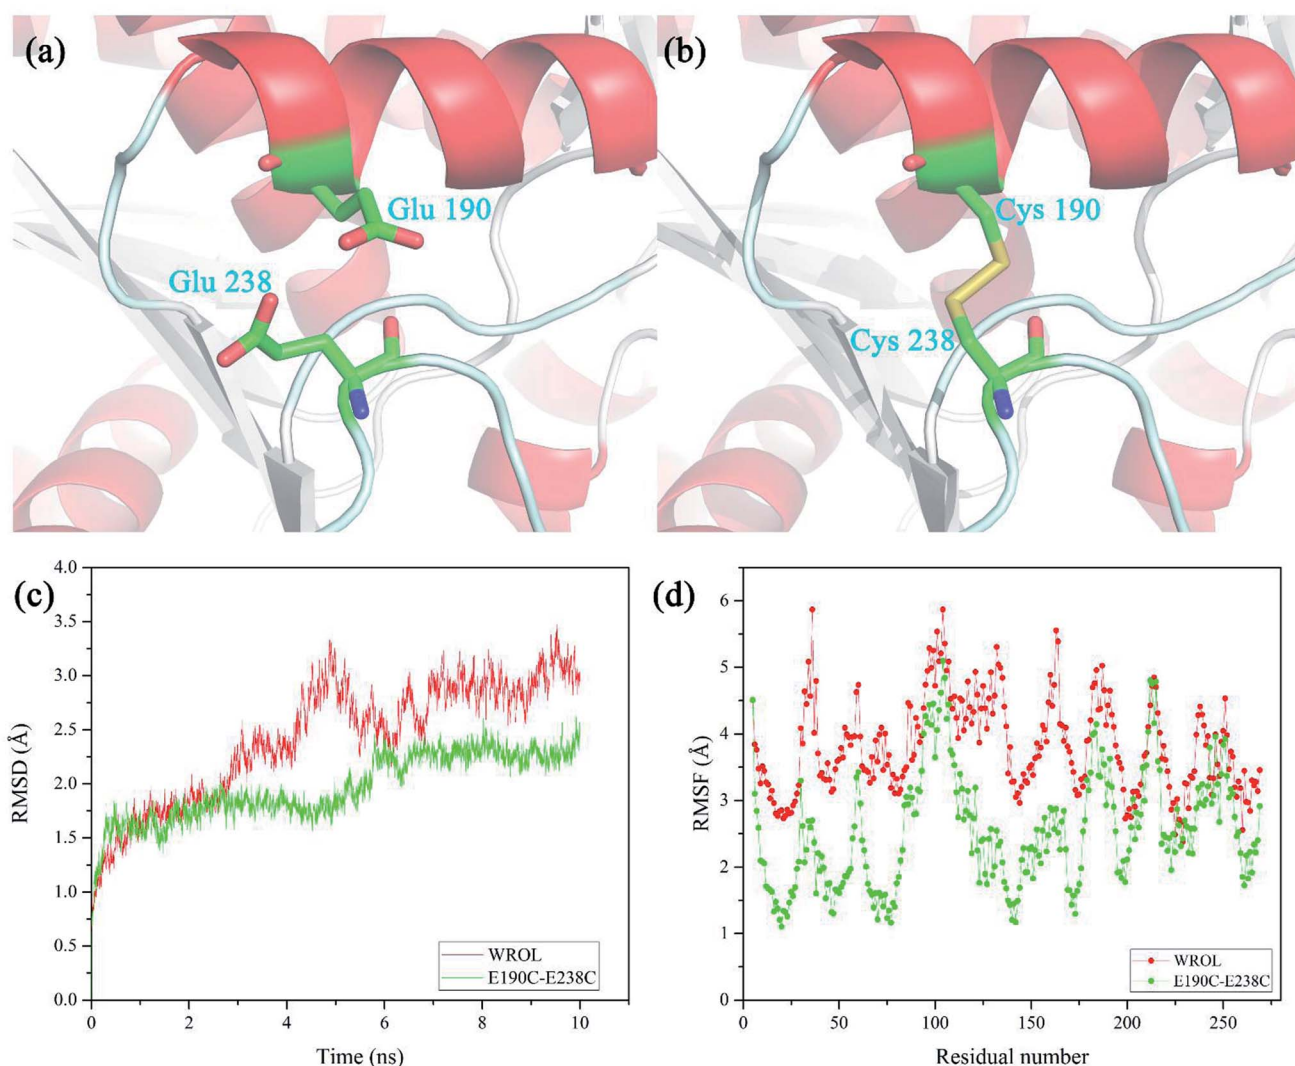 (a)
Glu 190
Glu 238
(b)
Cys 190
Cys 238
(c)
4.0
3.5
3.0
2.5
2.0
1.5
1.0
0.5
0.0
RMSD (Å)
0
2
4
6
8
10
Time (ns)
WROL
E190C-E238C
(d)
6
5
4
3
2
1
0
RMSF (Å)
0
50
100
150
200
250
Residual number
WROL
E190C-E238C